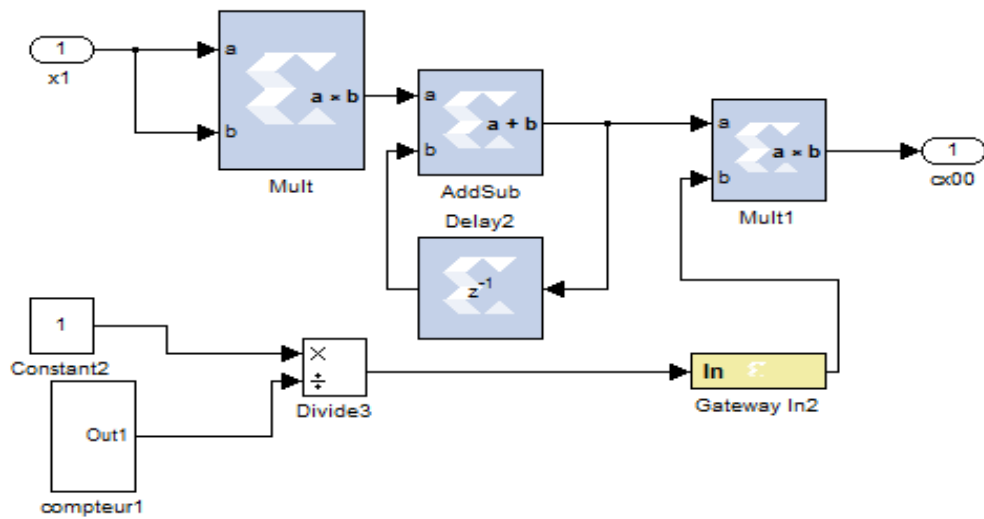 1
x1
a
b
a × b
Mult
a
b
a + b
AddSub
Delay2
z⁻¹
a
b
a × b
Mult1
1
cx00
1
Constant2
×
÷
Divide3
In
Gateway In2
Out1
compteur1